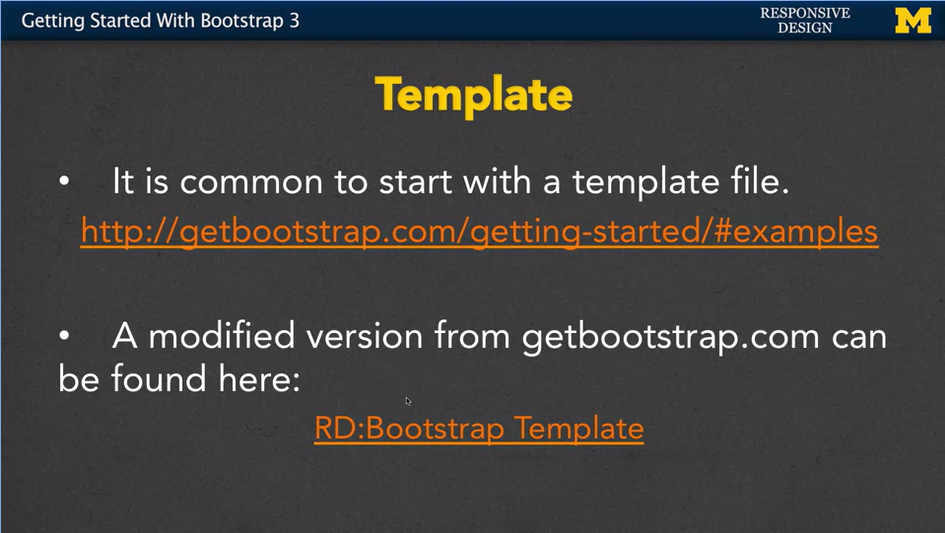 Getting Started With Bootstrap 3
RESPONSIVE
DESIGN
M
Template
• It is common to start with a template file.
http://getbootstrap.com/getting-started/#examples
• A modified version from getbootstrap.com can
be found here:
RD:Bootstrap Template